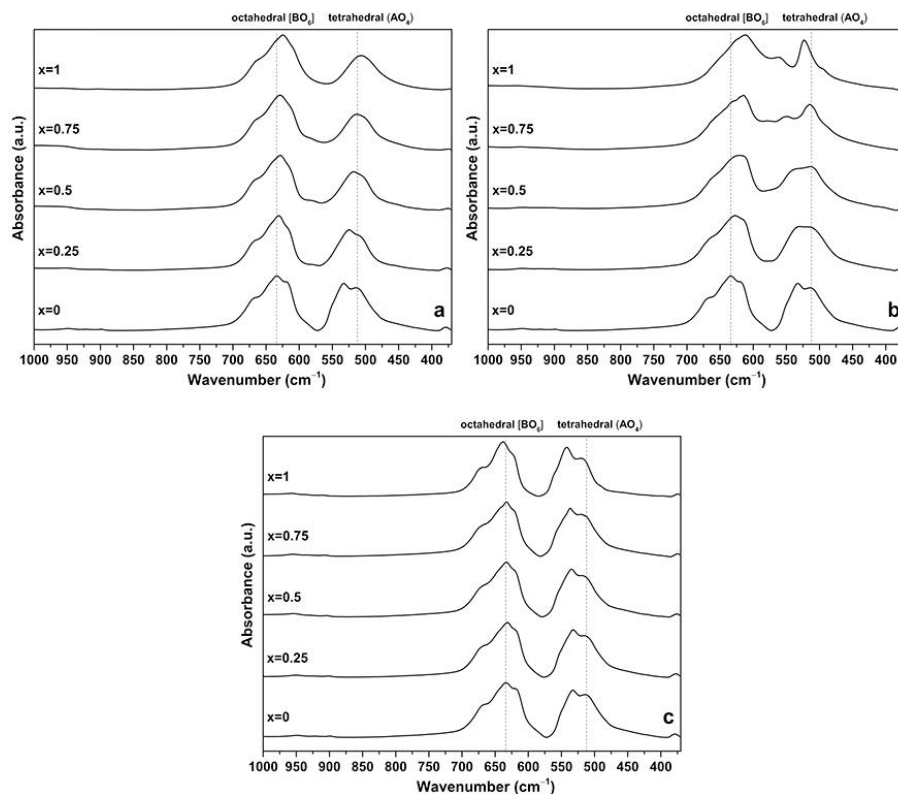 octahedral [BO₆] tetrahedral (AO₄)
x=1
x=0.75
x=0.5
x=0.25
x=0
a
Absorbance (a.u.)
1000 950 900 850 800 750 700 650 600 550 500 450 400
Wavenumber (cm⁻¹)
octahedral [BO₆] tetrahedral (AO₄)
x=1
x=0.75
x=0.5
x=0.25
x=0
b
Absorbance (a.u.)
1000 950 900 850 800 750 700 650 600 550 500 450 400
Wavenumber (cm⁻¹)
octahedral [BO₆] tetrahedral (AO₄)
x=1
x=0.75
x=0.5
x=0.25
x=0
c
Absorbance (a.u.)
1000 950 900 850 800 750 700 650 600 550 500 450 400
Wavenumber (cm⁻¹)